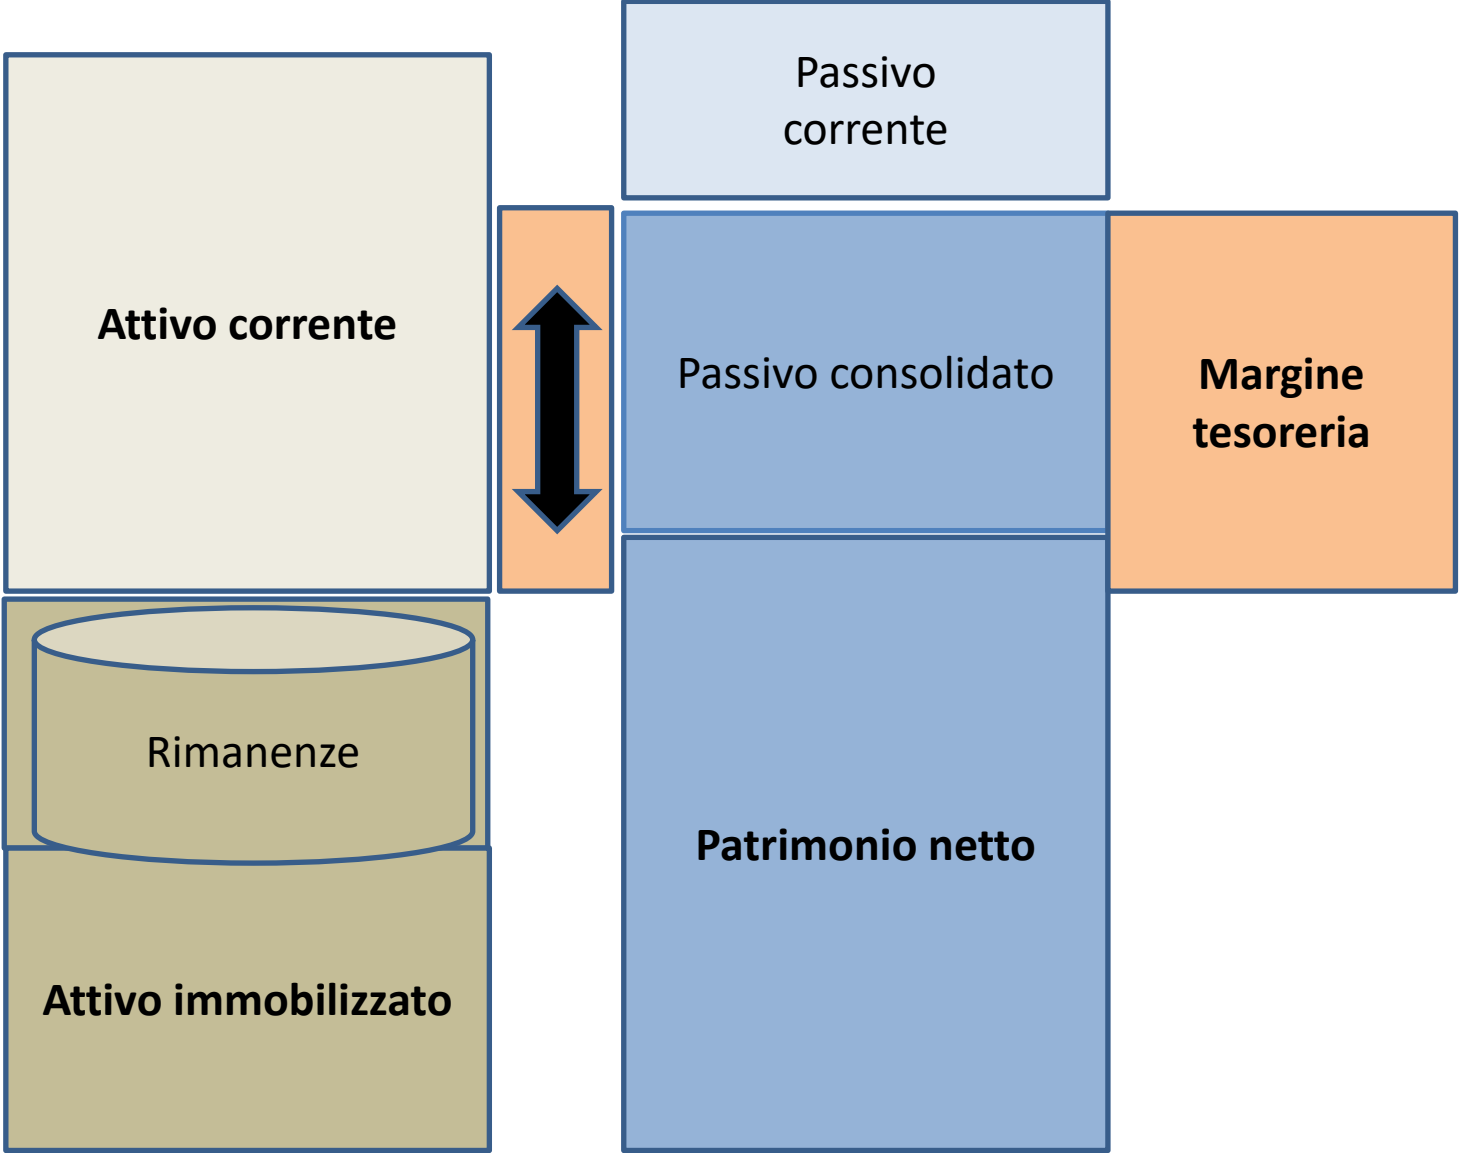 Passivo
corrente
Attivo corrente
Passivo consolidato
Margine
tesoreria
Rimanenze
Patrimonio netto
Attivo immobilizzato